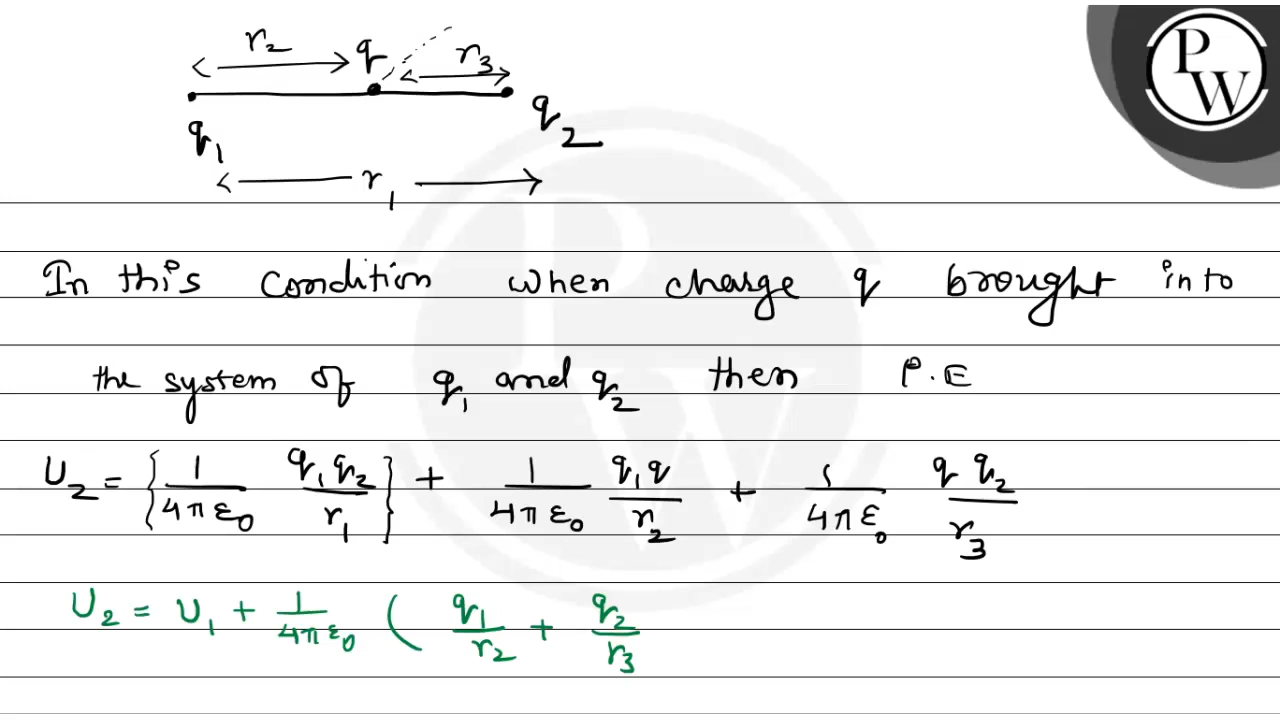 r₂ q r₃
q₁ q₂
r₁
P W
In this condition when charge q brought into
the system of q₁ and q₂ then P.E
U₂ = {1/4πε₀ q₁q₂/r₁} + 1/4πε₀ q₁q/r₂ + 1/4πε₀ q q₂/r₃
U₂ = U₁ + 1/4πε₀ ( q₁/r₂ + q₂/r₃